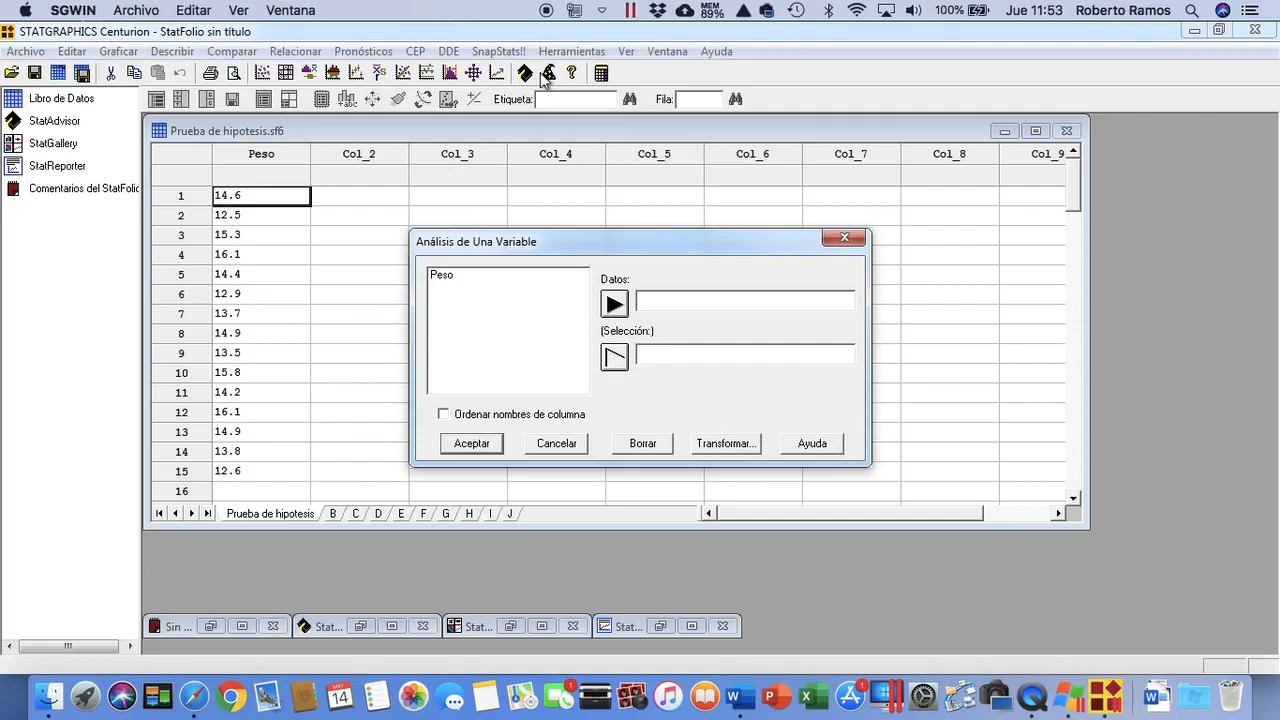 SGWIN Archivo Editar Ver Ventana MEM 89% 100% Jue 11:53 Roberto Ramos
STATGRAPHICS Centurion - StatFolio sin título
Archivo Editar Graficar Describir Comparar Relacionar Pronósticos CEP DDE SnapStats!! Herramientas Ver Ventana Ayuda
Etiqueta: Fila:
Libro de Datos
StatAdvisor
StatGallery
StatReporter
Comentarios del StatFolio
Prueba de hipotesis.sf6
Peso Col_2 Col_3 Col_4 Col_5 Col_6 Col_7 Col_8 Col_9
1 14.6
2 12.5
3 15.3
4 16.1
5 14.4
6 12.9
7 13.7
8 14.9
9 13.5
10 15.8
11 14.2
12 16.1
13 14.9
14 13.8
15 12.6
16
Análisis de Una Variable
Peso
Datos:
(Selección:)
Ordenar nombres de columna
Aceptar Cancelar Borrar Transformar... Ayuda
Prueba de hipotesis B C D E F G H I J
Sin ... Stat... Stat... Stat...
MAY
14
1
1